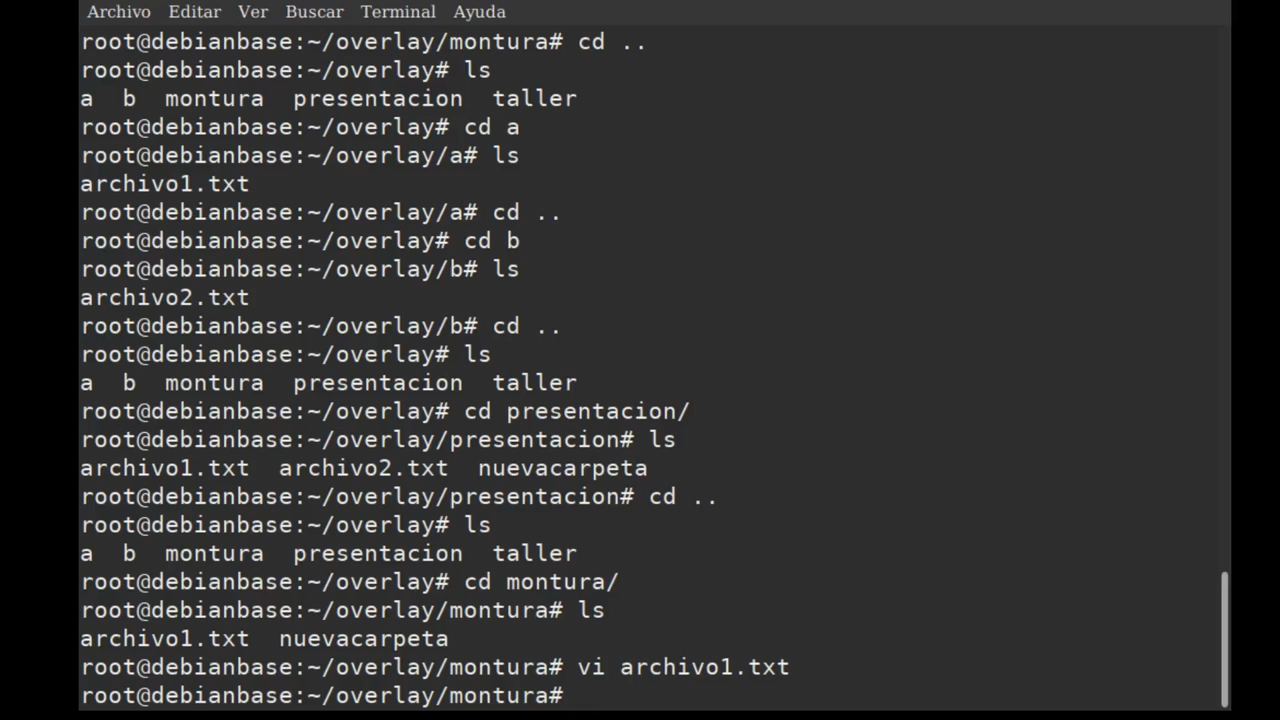 Archivo Editar Ver Buscar Terminal Ayuda
root@debianbase:~/overlay/montura# cd ..
root@debianbase:~/overlay# ls
a  b  montura  presentacion  taller
root@debianbase:~/overlay# cd a
root@debianbase:~/overlay/a# ls
archivo1.txt
root@debianbase:~/overlay/a# cd ..
root@debianbase:~/overlay# cd b
root@debianbase:~/overlay/b# ls
archivo2.txt
root@debianbase:~/overlay/b# cd ..
root@debianbase:~/overlay# ls
a  b  montura  presentacion  taller
root@debianbase:~/overlay# cd presentacion/
root@debianbase:~/overlay/presentacion# ls
archivo1.txt  archivo2.txt  nuevacarpeta
root@debianbase:~/overlay/presentacion# cd ..
root@debianbase:~/overlay# ls
a  b  montura  presentacion  taller
root@debianbase:~/overlay# cd montura/
root@debianbase:~/overlay/montura# ls
archivo1.txt  nuevacarpeta
root@debianbase:~/overlay/montura# vi archivo1.txt
root@debianbase:~/overlay/montura#